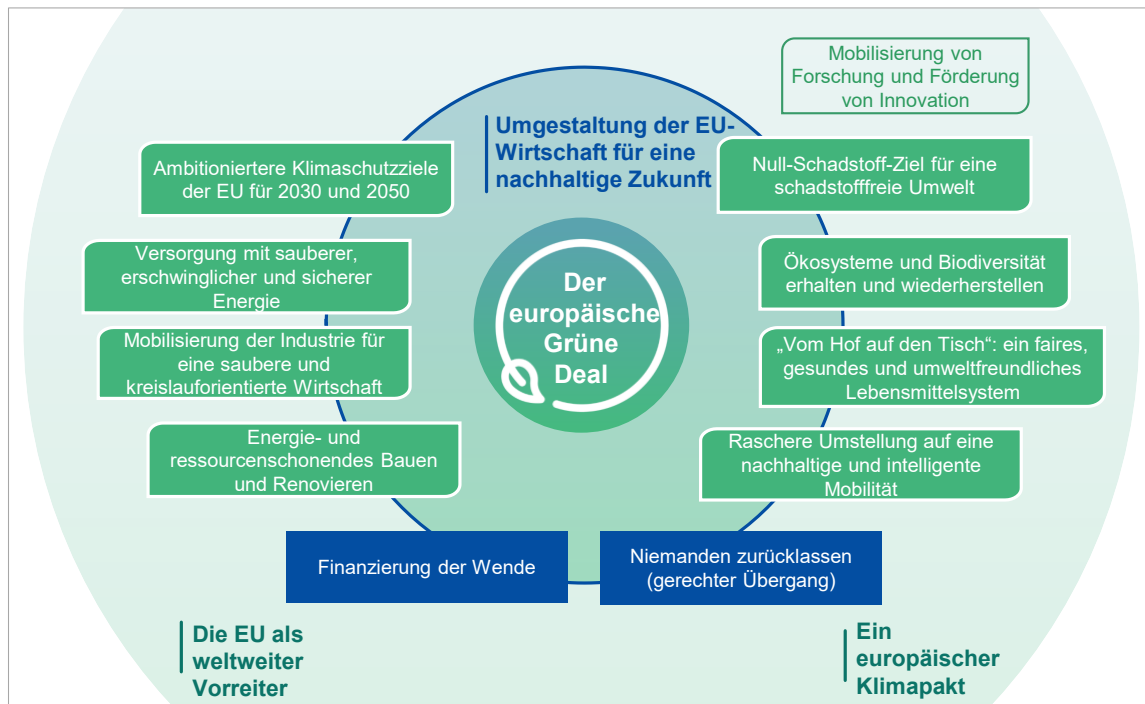 Mobilisierung von
Forschung und Förderung
von Innovation
Umgestaltung der EU-
Wirtschaft für eine
nachhaltige Zukunft
Ambitioniertere Klimaschutzziele
der EU für 2030 und 2050
Null-Schadstoff-Ziel für eine
schadstofffreie Umwelt
Versorgung mit sauberer,
erschwinglicher und sicherer
Energie
Ökosysteme und Biodiversität
erhalten und wiederherstellen
Der
europäische
Grüne
Deal
Mobilisierung der Industrie für
eine saubere und
kreislauforientierte Wirtschaft
„Vom Hof auf den Tisch“: ein faires,
gesundes und umweltfreundliches
Lebensmittelsystem
Energie- und
ressourcenschonendes Bauen
und Renovieren
Raschere Umstellung auf eine
nachhaltige und intelligente
Mobilität
Finanzierung der Wende
Niemanden zurücklassen
(gerechter Übergang)
Die EU als
weltweiter
Vorreiter
Ein
europäischer
Klimapakt